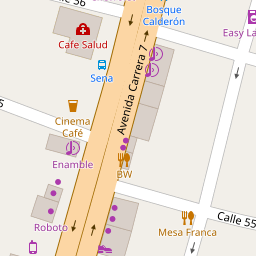 56
Bosque
Calderón
Easy La
Cafe Salud
Sena
Avenida Carrera 7
Cinema
Café
Enamble
BW
Calle 55
Roboto
Mesa Franca